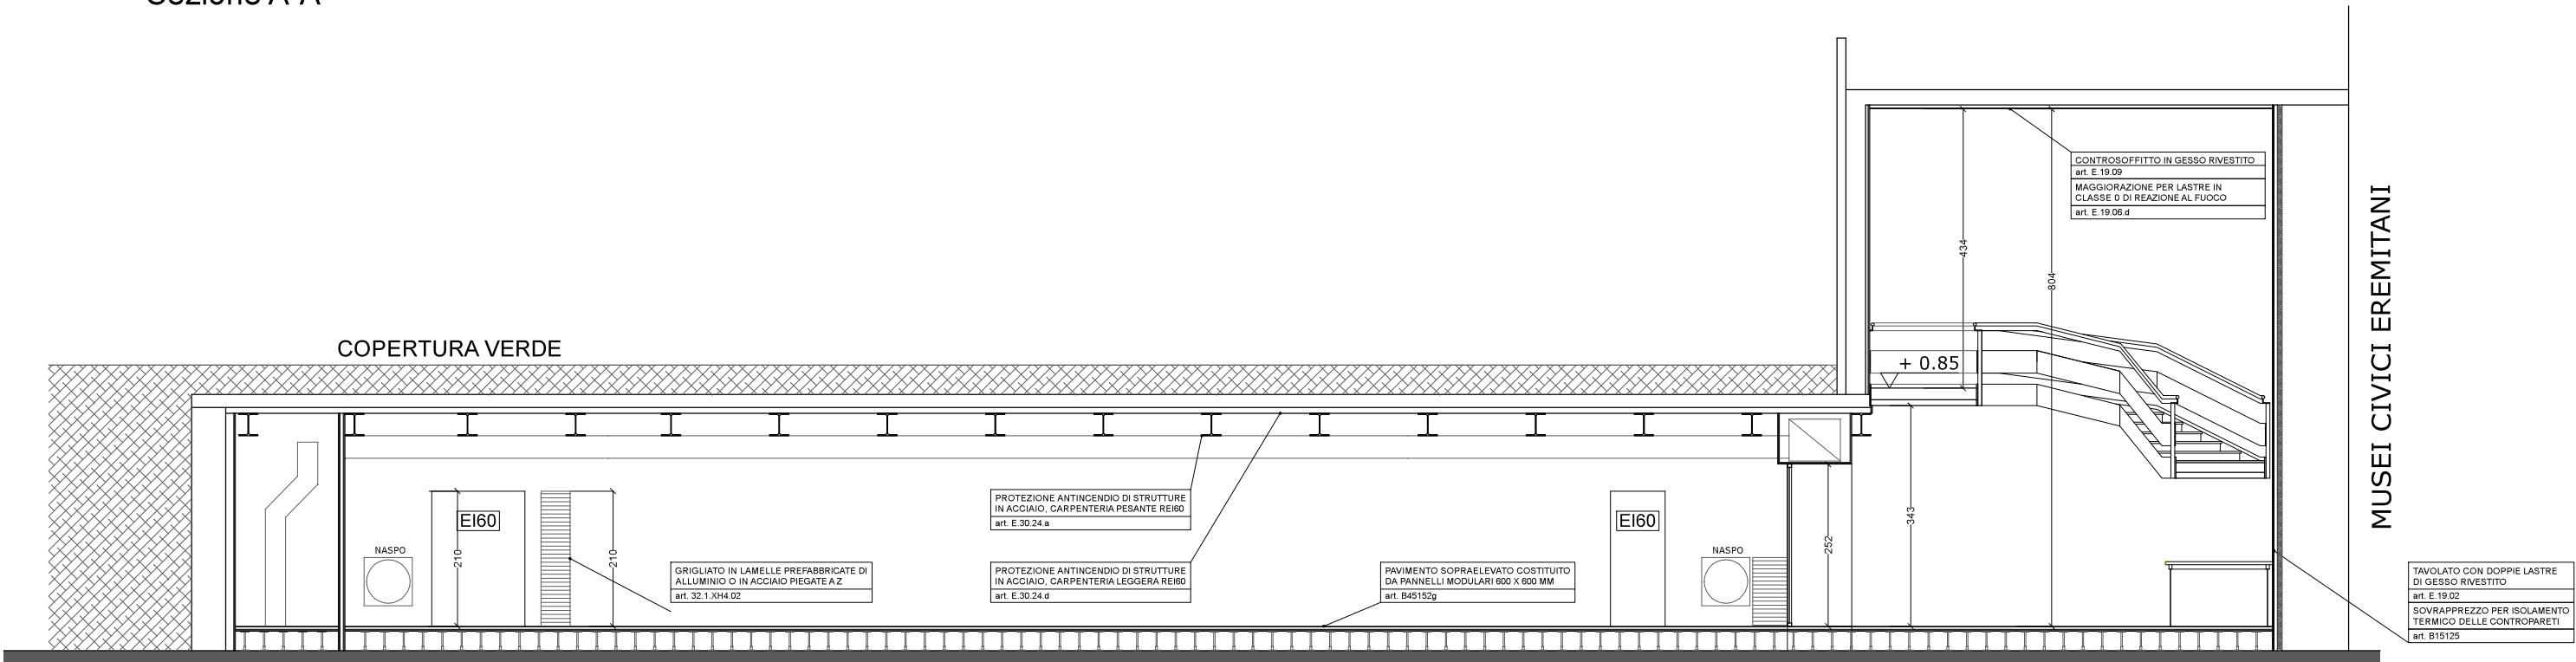 Sezione A-A
CONTROSOFFITTO IN GESSO RIVESTITO
art. E.19.09
MAGGIORAZIONE PER LASTRE IN
CLASSE 0 DI REAZIONE AL FUOCO
art. E.19.06.d
434
804
MUSEI CIVICI EREMITANI
COPERTURA VERDE
+ 0.85
EI60
210
NASPO
210
GRIGLIATO IN LAMELLE PREFABBRICATE DI
ALLUMINIO O IN ACCIAIO PIEGATE A Z
art. 32.1.XH4.02
PROTEZIONE ANTINCENDIO DI STRUTTURE
IN ACCIAIO, CARPENTERIA PESANTE REI60
art. E.30.24.a
PROTEZIONE ANTINCENDIO DI STRUTTURE
IN ACCIAIO, CARPENTERIA LEGGERA REI60
art. E.30.24.d
PAVIMENTO SOPRAELEVATO COSTITUITO
DA PANNELLI MODULARI 600 X 600 MM
art. B45152g
EI60
NASPO
252
343
TAVOLATO CON DOPPIE LASTRE
DI GESSO RIVESTITO
art. E.19.02
SOVRAPPREZZO PER ISOLAMENTO
TERMICO DELLE CONTROPARETI
art. B15125